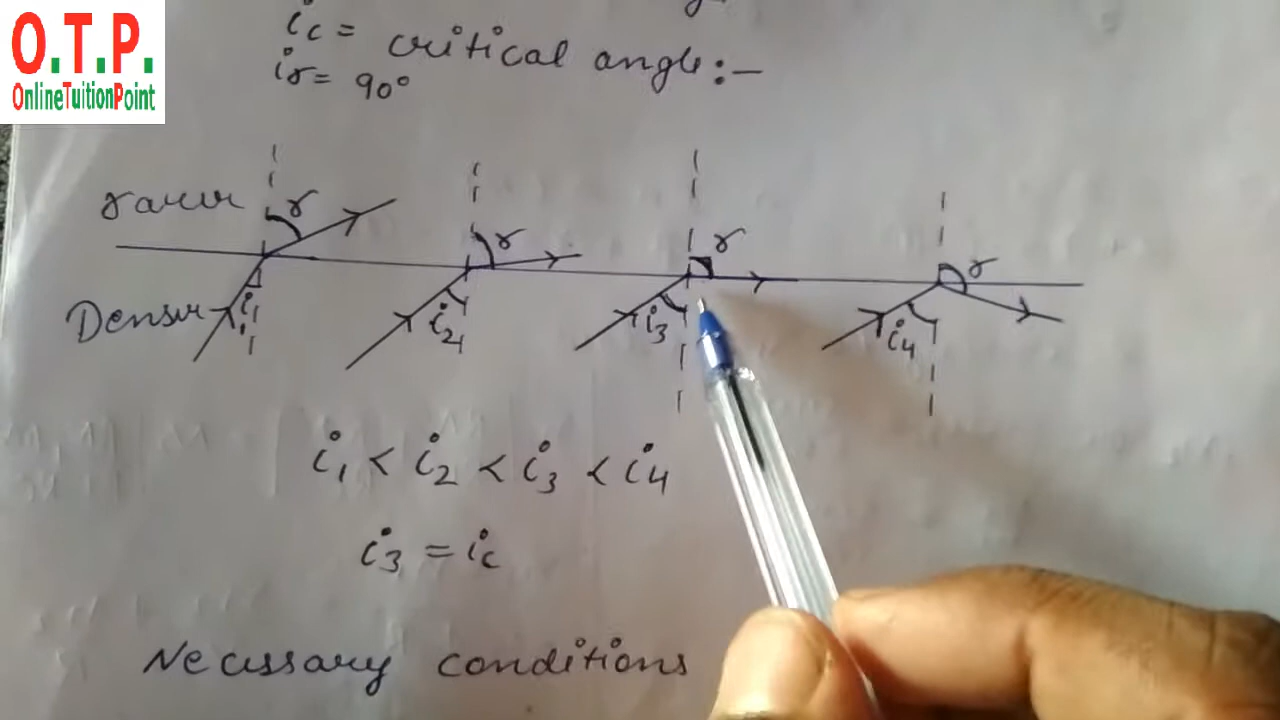 O.T.P.
OnlineTuitionPoint
ic = critical angle:-
ir= 90°
rarer
r
r
r
r
Denser
i1
i2
i3
i4
i1 < i2 < i3 < i4
i3 = ic
Necessary conditions